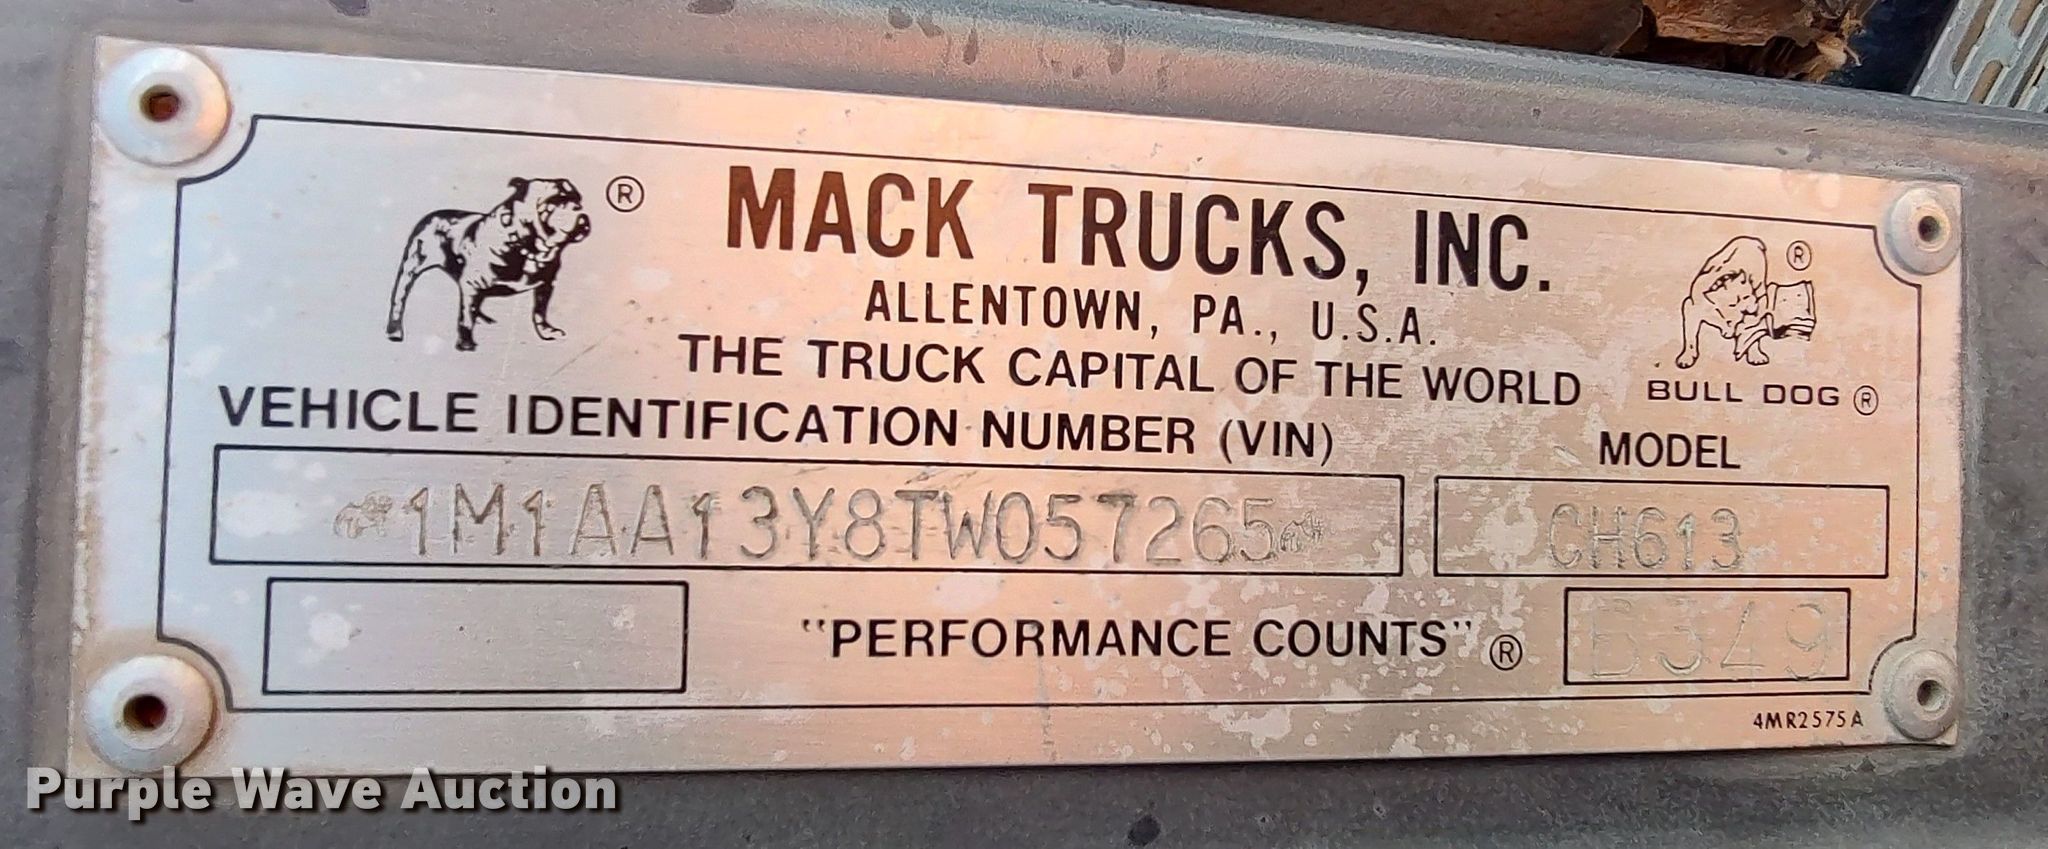 ® MACK TRUCKS, INC. ®
ALLENTOWN, PA., U.S.A.
THE TRUCK CAPITAL OF THE WORLD
BULL DOG ®
VEHICLE IDENTIFICATION NUMBER (VIN) MODEL
1M1AA13Y8TW057265 CH613
"PERFORMANCE COUNTS" ® B349
4MR2575A
Purple Wave Auction